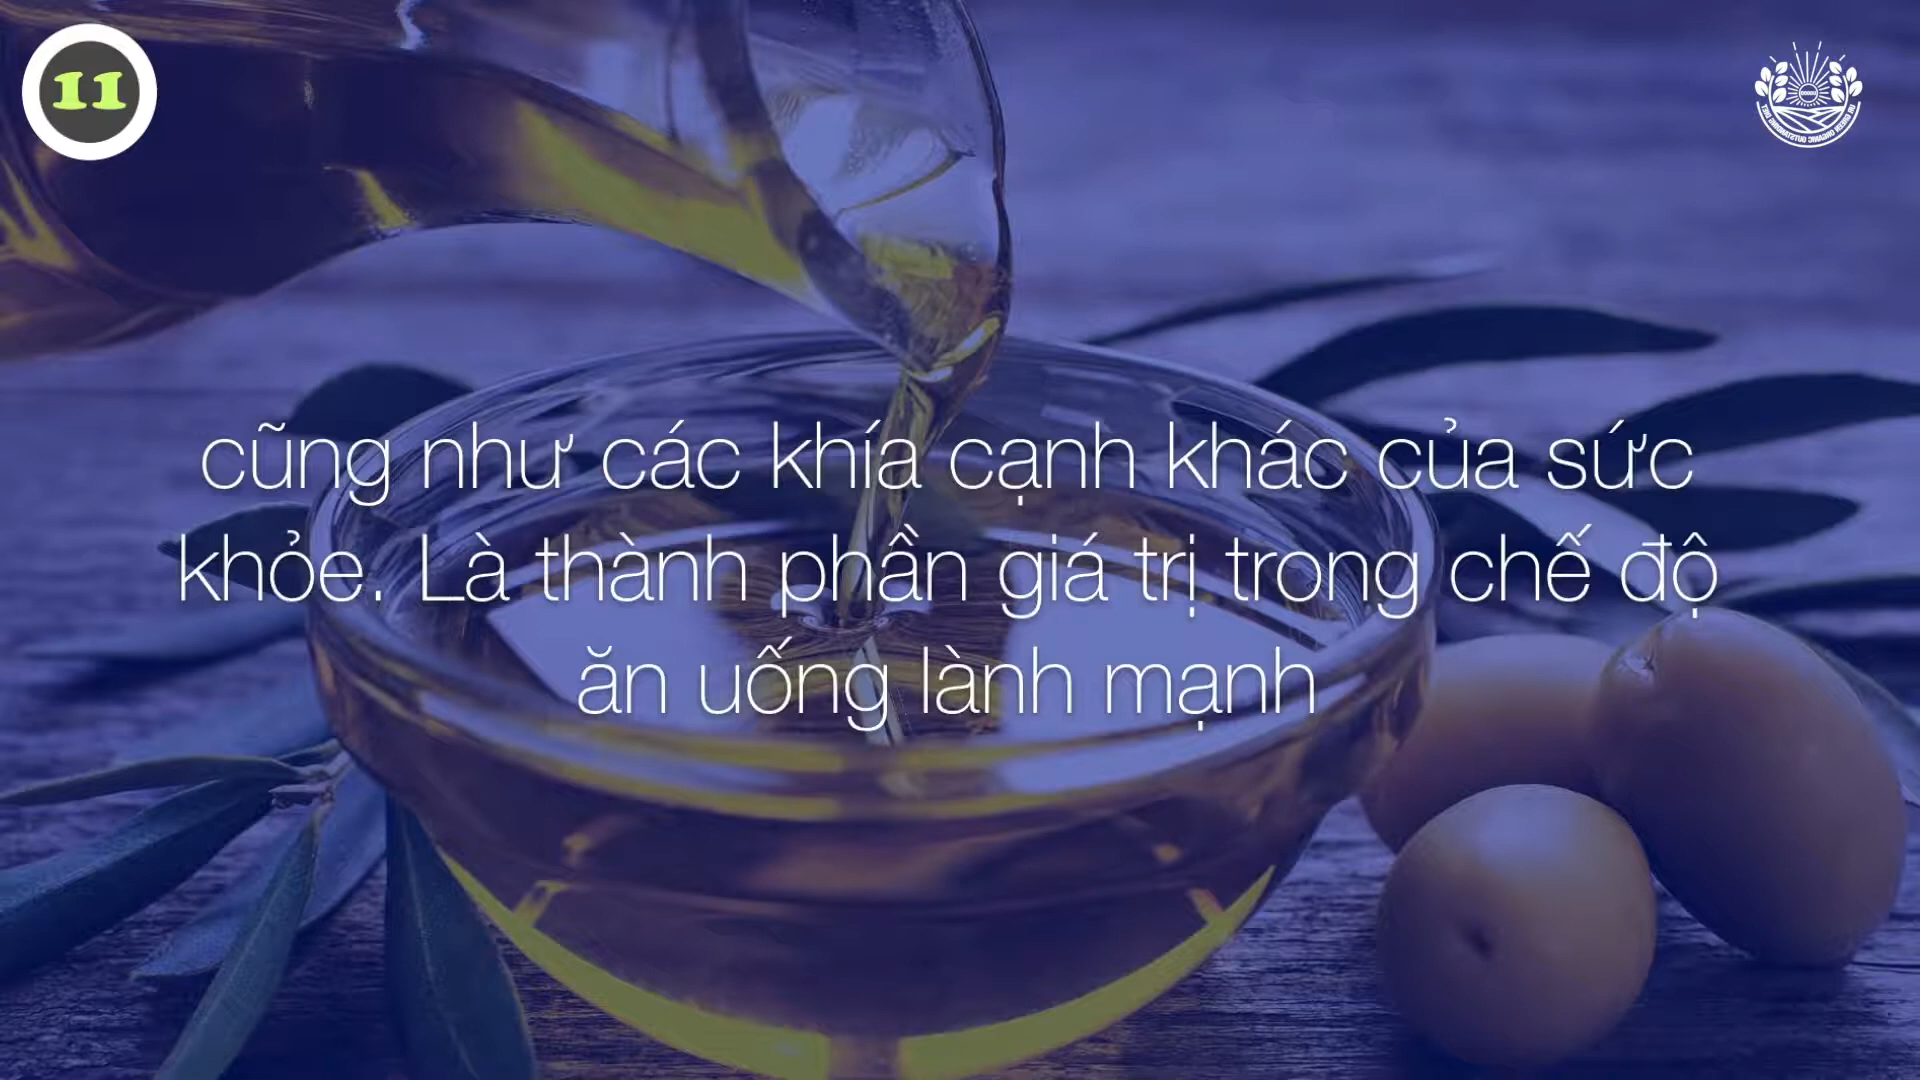 11
cũng như các khía cạnh khác của sức
khỏe. Là thành phần giá trị trong chế độ
ăn uống lành mạnh